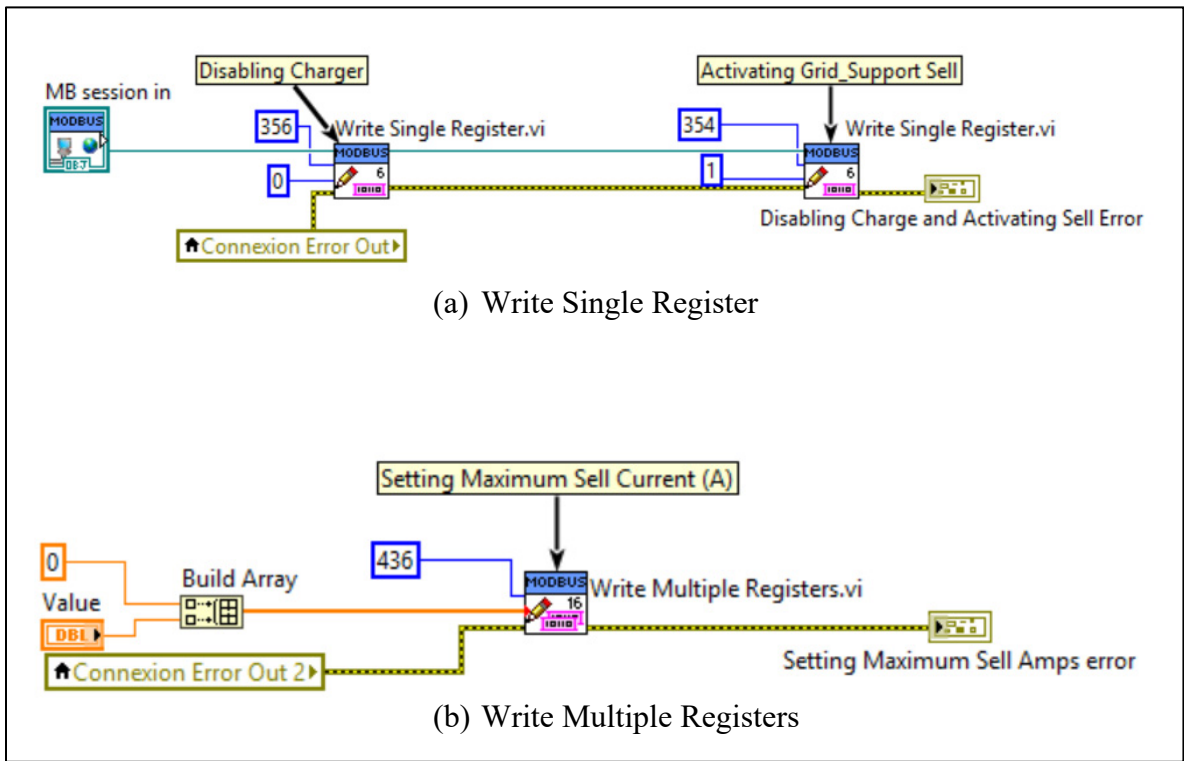 Disabling Charger
Activating Grid_Support Sell
MB session in
MODBUS
OBJ
356
Write Single Register.vi
MODBUS
6
0
354
Write Single Register.vi
MODBUS
6
1
Connexion Error Out
Disabling Charge and Activating Sell Error
(a) Write Single Register
Setting Maximum Sell Current (A)
0
436
Build Array
MODBUS
16
Write Multiple Registers.vi
Value
DBL
Connexion Error Out 2
Setting Maximum Sell Amps error
(b) Write Multiple Registers